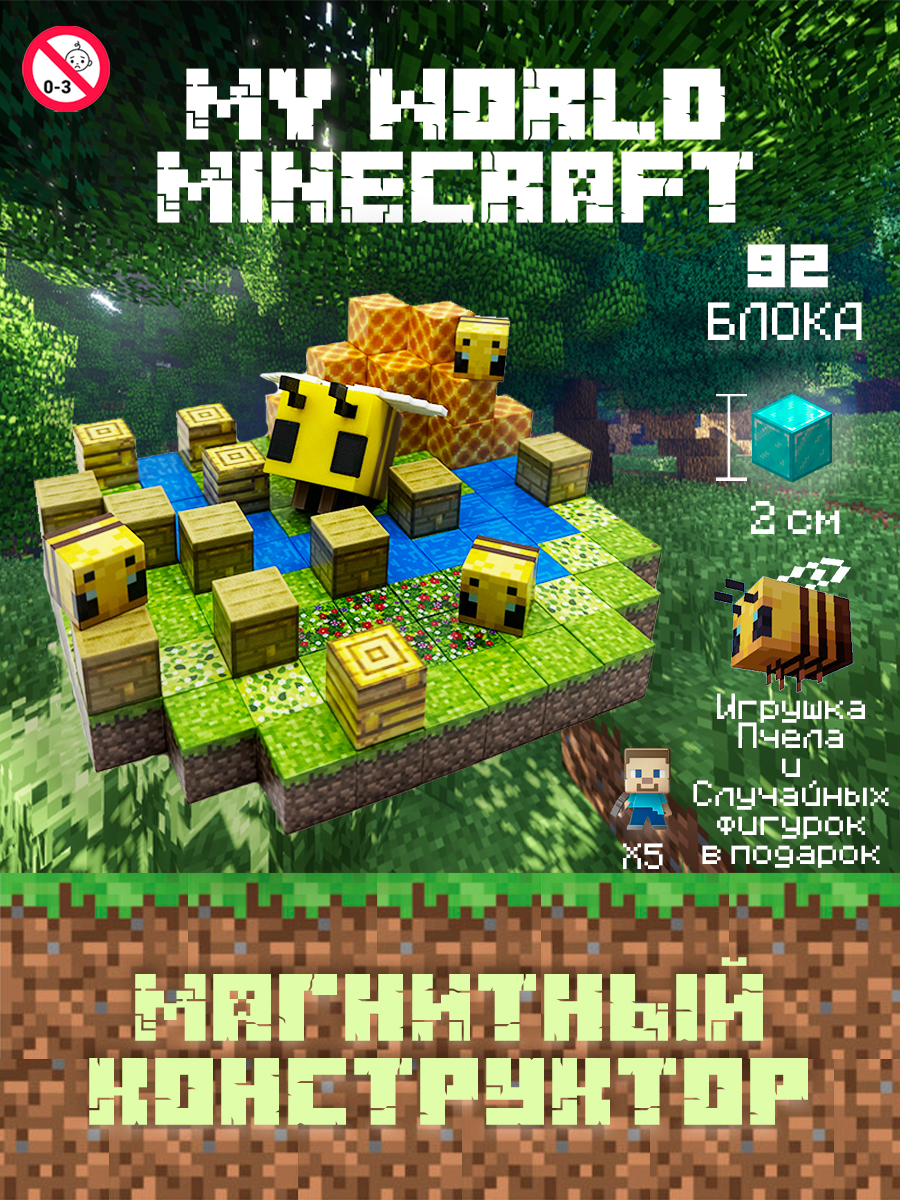 0-3
MY WORLD
MINECRAFT
92
БЛОКА
2 см
Игрушка
Пчела
и
Случайных
фигурок
в подарок
X5
МАГНИТНЫЙ
КОНСТРУКТОР